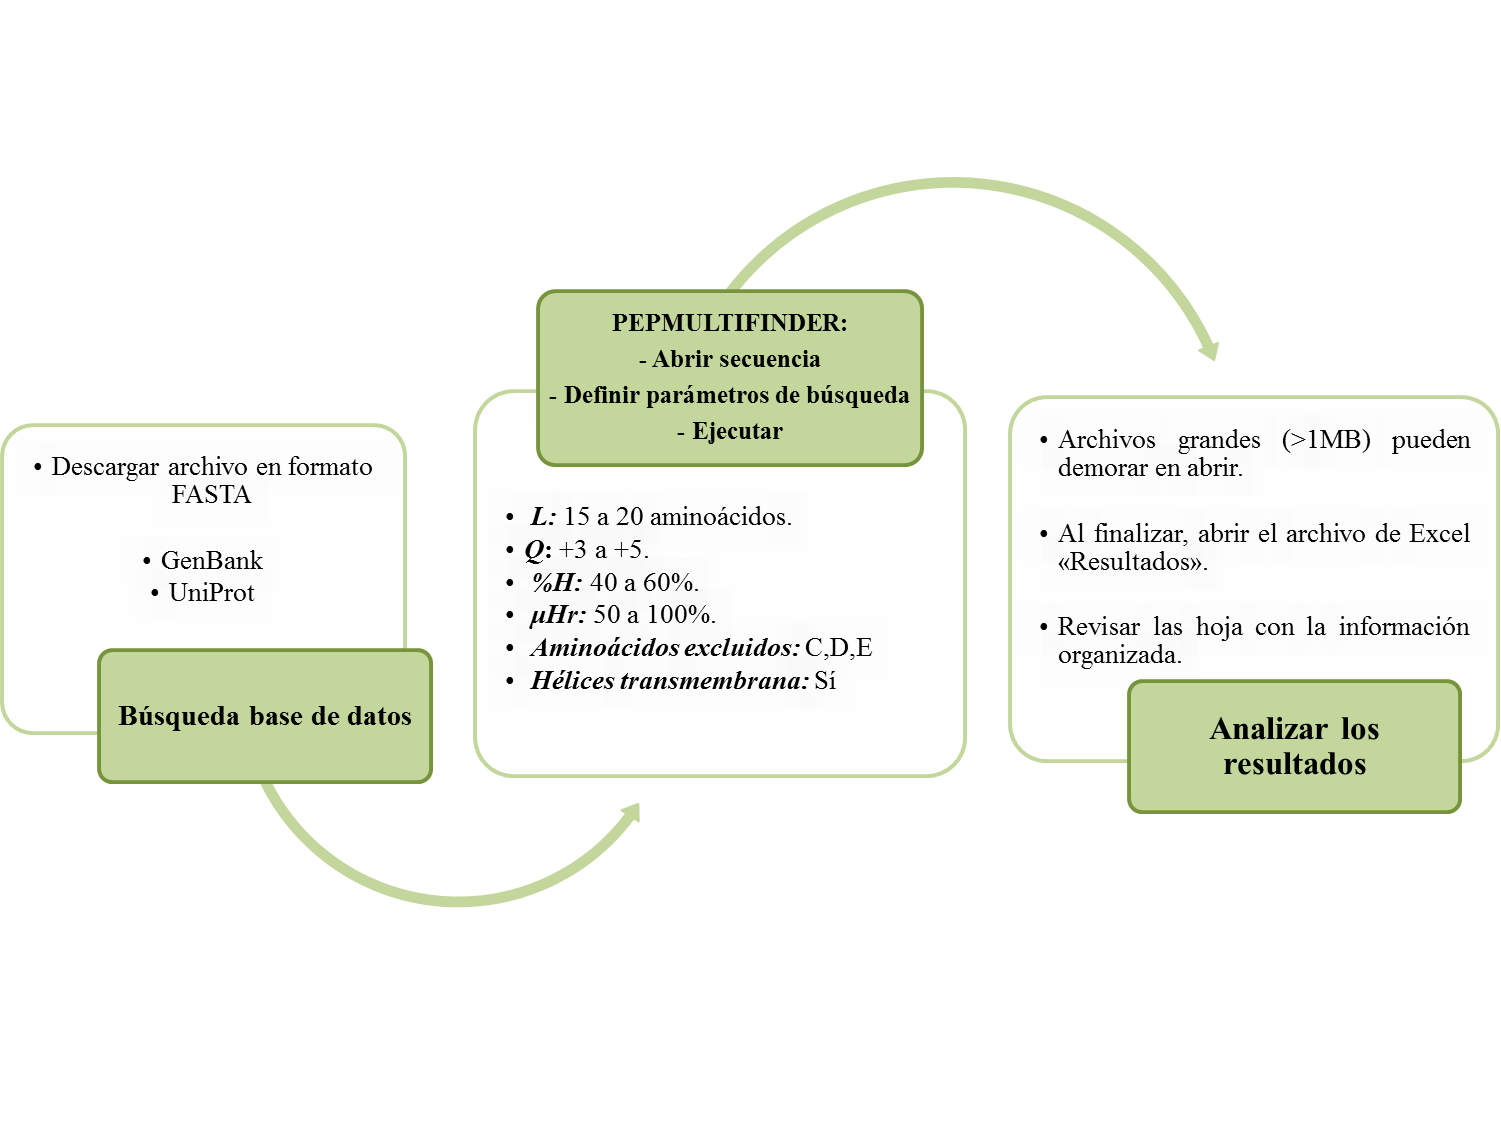 • Descargar archivo en formato
FASTA
• GenBank
• UniProt
Búsqueda base de datos
PEPMULTIFINDER:
- Abrir secuencia
- Definir parámetros de búsqueda
- Ejecutar
• L: 15 a 20 aminoácidos.
• Q: +3 a +5.
• %H: 40 a 60%.
• μHr: 50 a 100%.
• Aminoácidos excluidos: C,D,E
• Hélices transmembrana: Sí
• Archivos grandes (>1MB) pueden
demorar en abrir.
• Al finalizar, abrir el archivo de Excel
«Resultados».
• Revisar las hoja con la información
organizada.
Analizar los
resultados